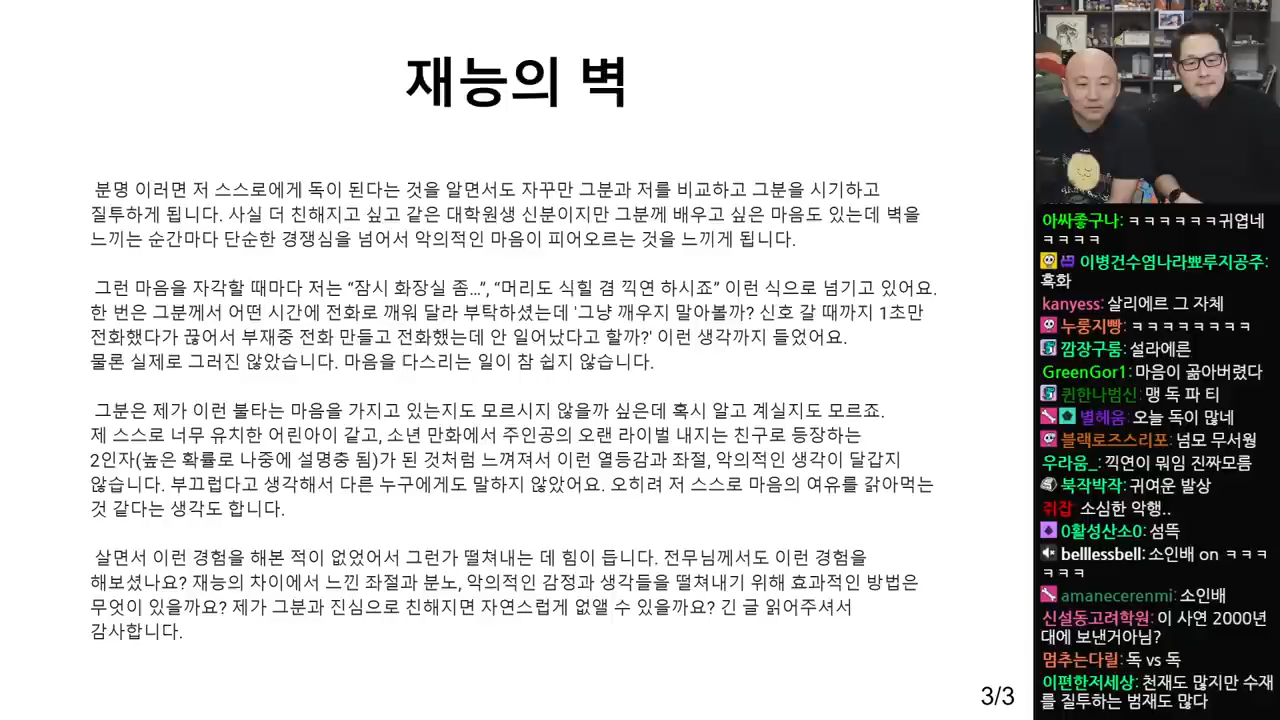 재능의 벽
분명 이러면 저 스스로에게 독이 된다는 것을 알면서도 자꾸만 그분과 저를 비교하고 그분을 시기하고
질투하게 됩니다. 사실 더 친해지고 싶고 같은 대학원생 신분이지만 그분께 배우고 싶은 마음도 있는데 벽을
느끼는 순간마다 단순한 경쟁심을 넘어서 악의적인 마음이 피어오르는 것을 느끼게 됩니다.
그런 마음을 자각할 때마다 저는 “잠시 화장실 좀...”, “머리도 식힐 겸 끽연 하시죠” 이런 식으로 넘기고 있어요.
한 번은 그분께서 어떤 시간에 전화로 깨워 달라 부탁하셨는데 '그냥 깨우지 말아볼까? 신호 갈 때까지 1초만
전화했다가 끊어서 부재중 전화 만들고 전화했는데 안 일어났다고 할까?' 이런 생각까지 들었어요.
물론 실제로 그러진 않았습니다. 마음을 다스리는 일이 참 쉽지 않습니다.
그분은 제가 이런 불타는 마음을 가지고 있는지도 모르시지 않을까 싶은데 혹시 알고 계실지도 모르죠.
제 스스로 너무 유치한 어린아이 같고, 소년 만화에서 주인공의 오랜 라이벌 내지는 친구로 등장하는
2인자(높은 확률로 나중에 설명충 됨)가 된 것처럼 느껴져서 이런 열등감과 좌절, 악의적인 생각이 달갑지
않습니다. 부끄럽다고 생각해서 다른 누구에게도 말하지 않았어요. 오히려 저 스스로 마음의 여유를 갉아먹는
것 같다는 생각도 합니다.
살면서 이런 경험을 해본 적이 없었어서 그런가 떨쳐내는 데 힘이 듭니다. 전무님께서도 이런 경험을
해보셨나요? 재능의 차이에서 느낀 좌절과 분노, 악의적인 감정과 생각들을 떨쳐내기 위해 효과적인 방법은
무엇이 있을까요? 제가 그분과 진심으로 친해지면 자연스럽게 없앨 수 있을까요? 긴 글 읽어주셔서
감사합니다.
3/3
아싸좋구나: ㅋㅋㅋㅋㅋㅋ귀엽네
ㅋㅋㅋㅋ
이병건수염나라뾰루지공주:
흑화
kanyess: 살리에르 그 자체
누룽지빵: ㅋㅋㅋㅋㅋㅋㅋㅋ
깜장구룸: 설라에른
GreenGor1: 마음이 곪아버렸다
퀸한나범신: 맹 독 파 티
별헤움: 오늘 독이 많네
블랙로즈스리포: 넘모 무서웡
우라움_: 끽연이 뭐임 진짜모름
북작박작: 귀여운 발상
쥐잡 소심한 악행..
0활성산소0: 섬뜩
belllessbell: 소인배 on ㅋㅋㅋ
ㅋㅋㅋ
amanecerenmi: 소인배
신설동고려학원: 이 사연 2000년
대에 보낸거아님?
멈추는다릴: 독 vs 독
이편한저세상: 천재도 많지만 수재
를 질투하는 범재도 많다